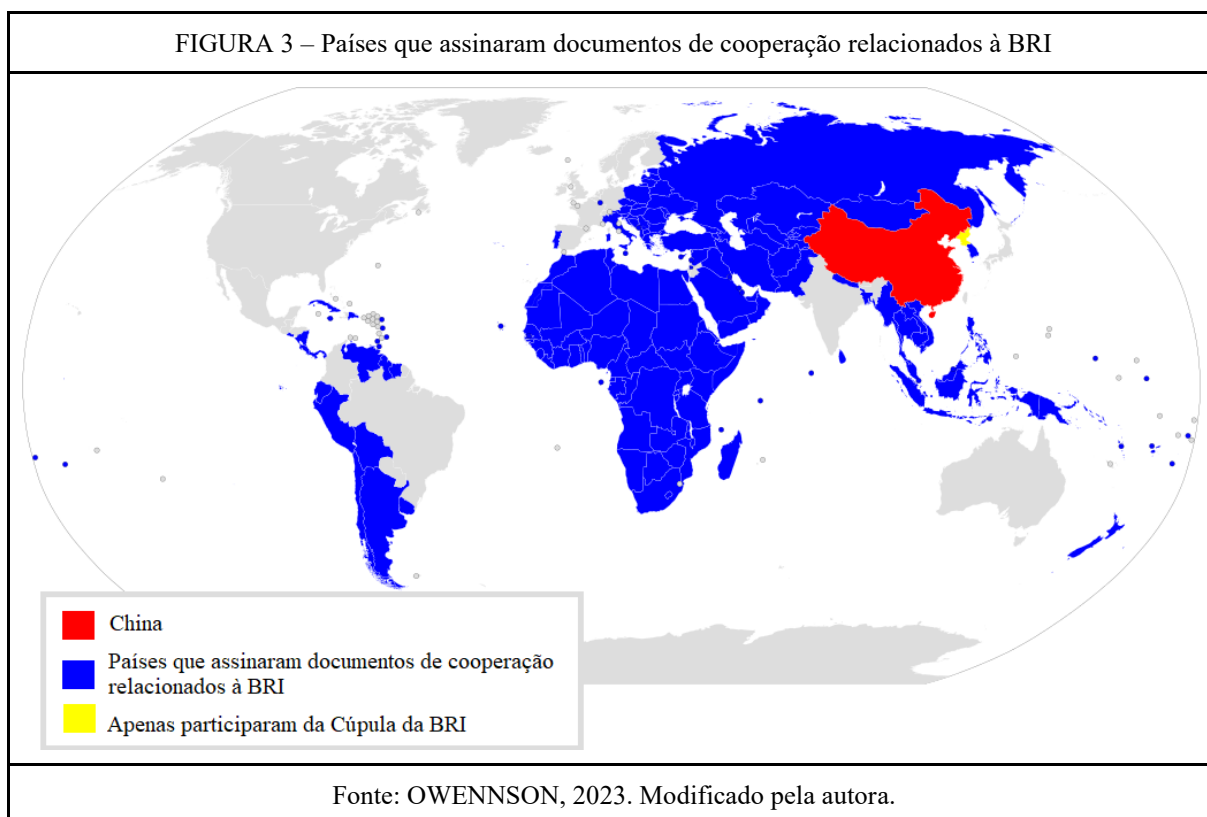 FIGURA 3 – Países que assinaram documentos de cooperação relacionados à BRI
China
Países que assinaram documentos de cooperação
relacionados à BRI
Apenas participaram da Cúpula da BRI
Fonte: OWENNSON, 2023. Modificado pela autora.